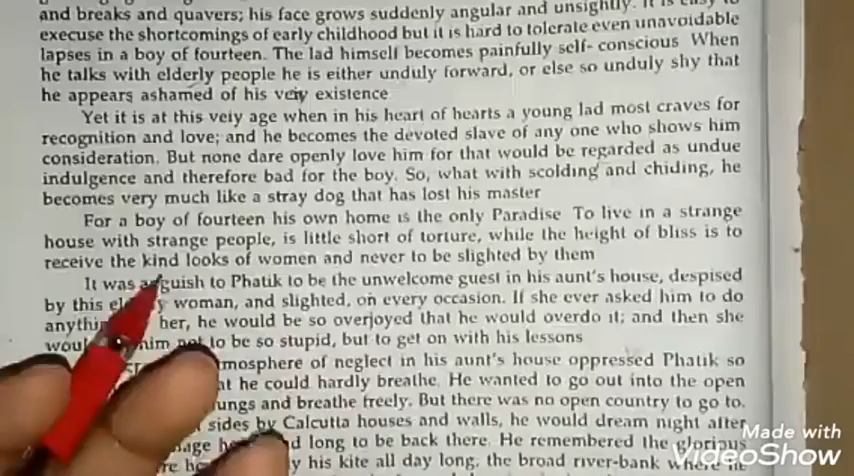 and breaks and quavers; his face grows suddenly angular and unsightly. It is easy to
execuse the shortcomings of early childhood but it is hard to tolerate even unavoidable
lapses in a boy of fourteen. The lad himself becomes painfully self- conscious When
he talks with elderly people he is either unduly forward, or else so unduly shy that
he appears ashamed of his veiy existence
Yet it is at this veiy age when in his heart of hearts a young lad most craves for
recognition and love; and he becomes the devoted slave of any one who shows him
consideration. But none dare openly love him for that would be regarded as undue
indulgence and therefore bad for the boy. So, what with scolding and chiding, he
becomes very much like a stray dog that has lost his master
For a boy of fourteen his own home is the only Paradise To live in a strange
house with strange people, is little short of torture, while the height of bliss is to
receive the kind looks of women and never to be slighted by them
It was anguish to Phatik to be the unwelcome guest in his aunt's house, despised
by this woman, and slighted, on every occasion. If she ever asked him to do
her, he would be so overjoyed that he would overdo it; and then she
him not to be so stupid, but to get on with his lessons
atmosphere of neglect in his aunt's house oppressed Phatik so
he could hardly breathe. He wanted to go out into the open
and breathe freely. But there was no open country to go to.
sides by Calcutta houses and walls, he would dream night after
long to be back there. He remembered the glorious
his kite all day long, the broad river-bank where
Made with
VideoShow